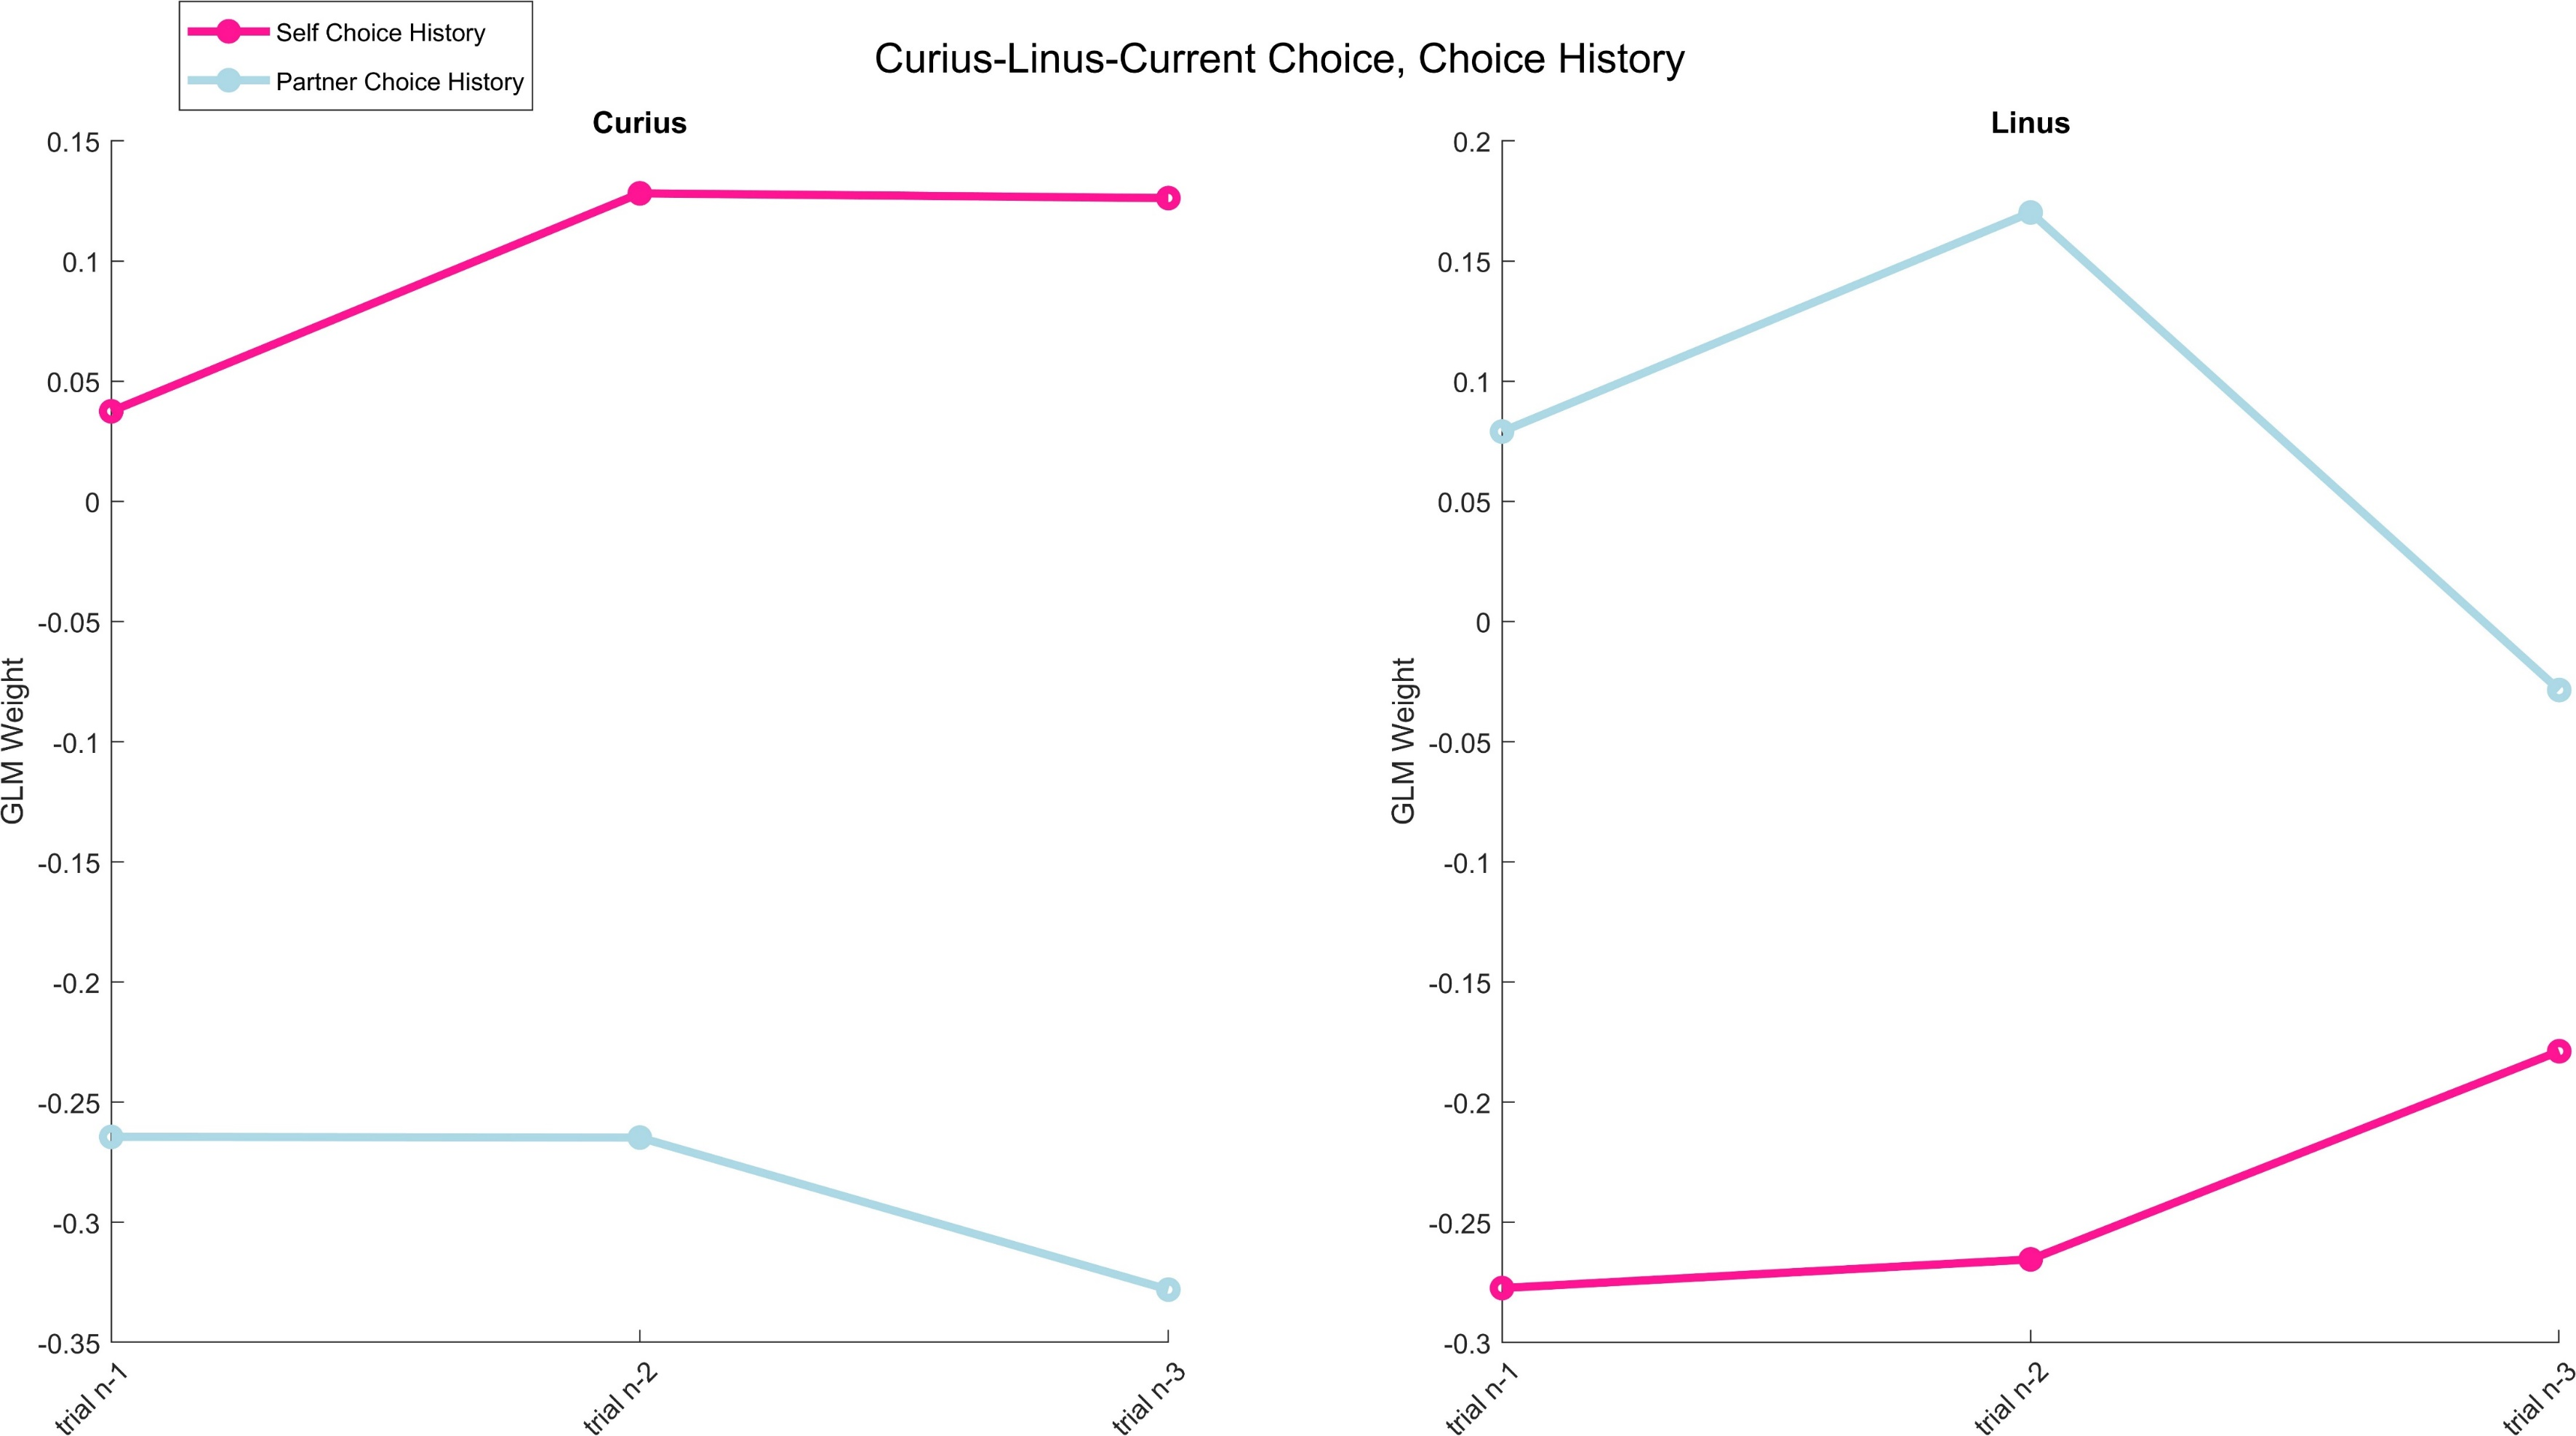 Self Choice History
Partner Choice History
Curius-Linus-Current Choice, Choice History
Curius
0.15
0.1
0.05
0
-0.05
-0.1
-0.15
-0.2
-0.25
-0.3
-0.35
GLM Weight
trial n-1
trial n-2
trial n-3
Linus
0.2
0.15
0.1
0.05
0
-0.05
-0.1
-0.15
-0.2
-0.25
-0.3
GLM Weight
trial n-1
trial n-2
trial n-3